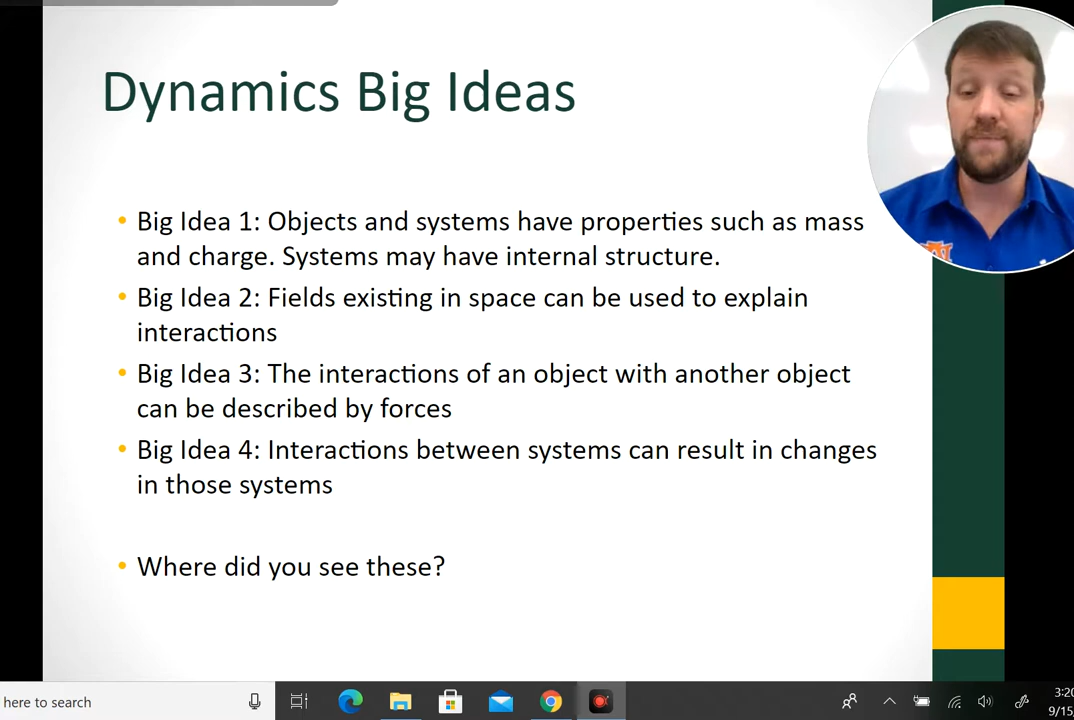 Dynamics Big Ideas
• Big Idea 1: Objects and systems have properties such as mass
and charge. Systems may have internal structure.
• Big Idea 2: Fields existing in space can be used to explain
interactions
• Big Idea 3: The interactions of an object with another object
can be described by forces
• Big Idea 4: Interactions between systems can result in changes
in those systems
• Where did you see these?
here to search
3:20
9/15